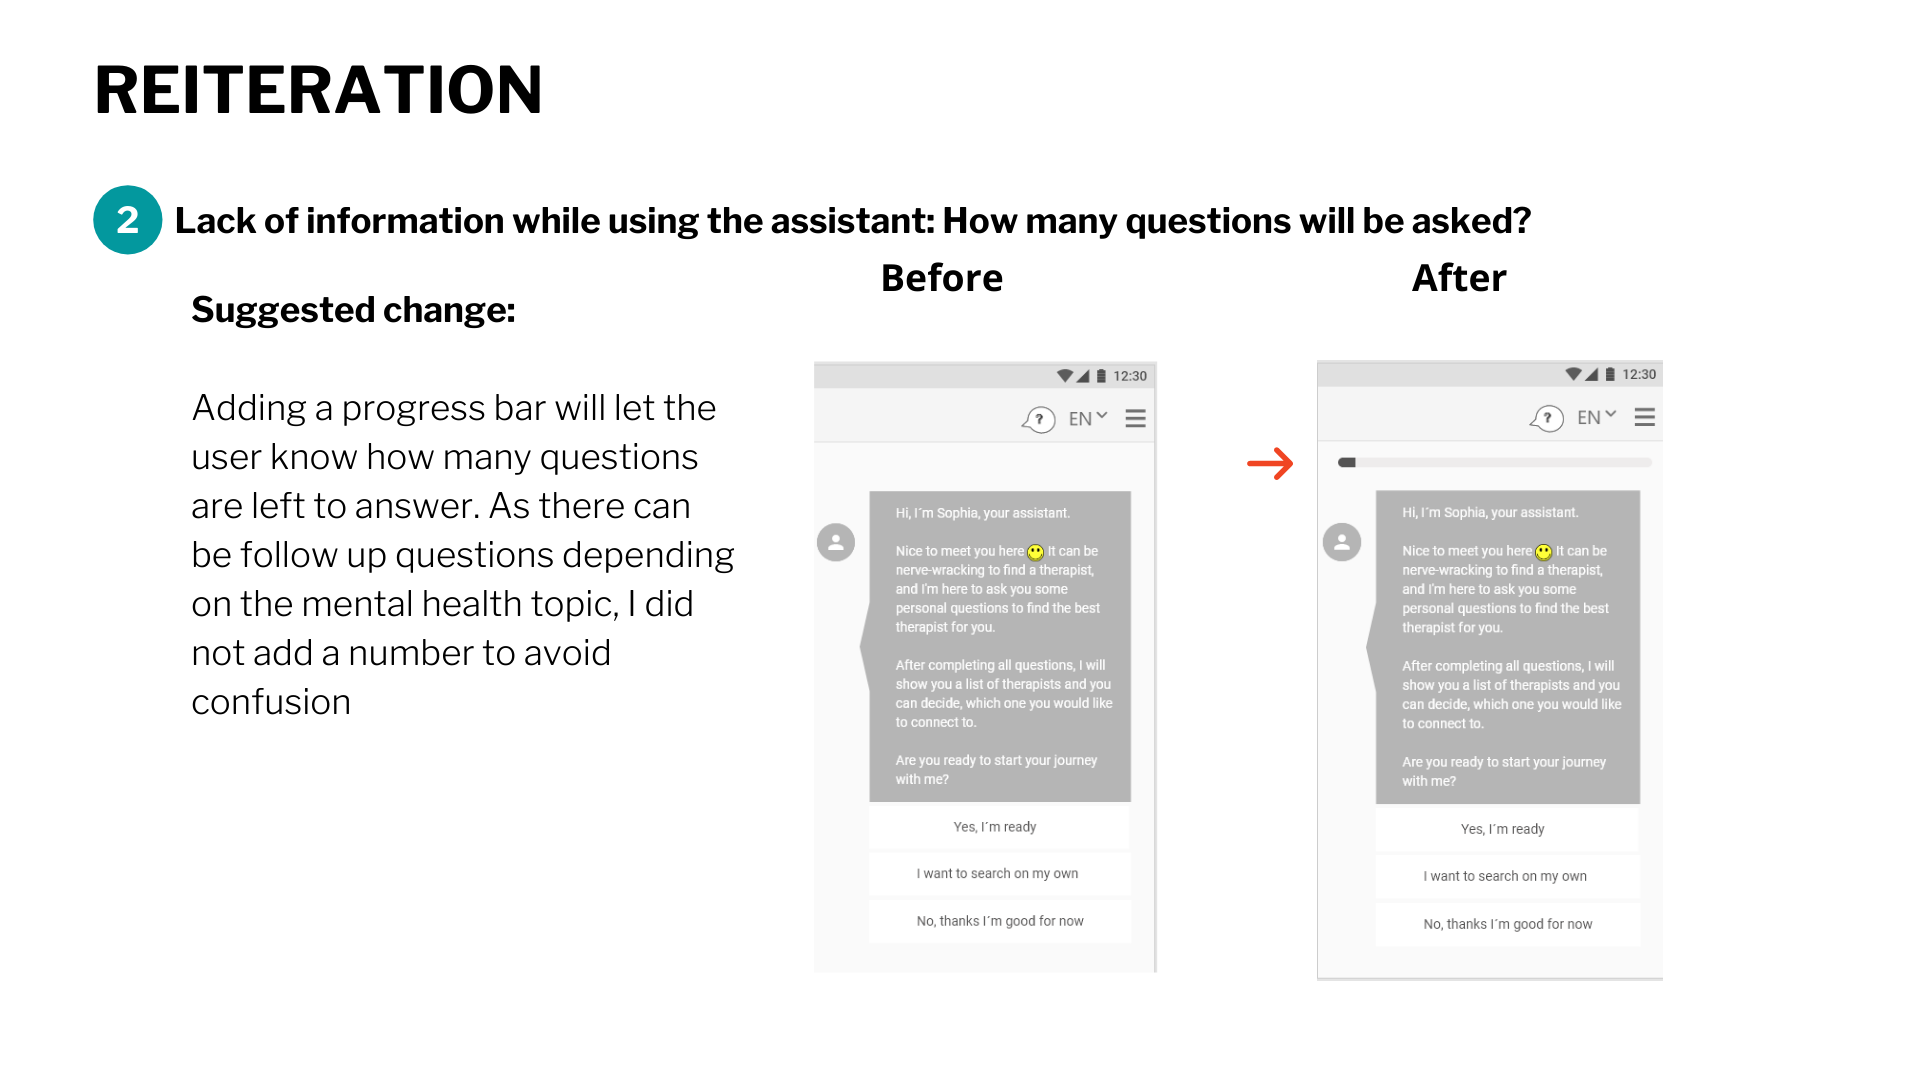 REITERATION
2 Lack of information while using the assistant: How many questions will be asked?
Suggested change:
Adding a progress bar will let the
user know how many questions
are left to answer. As there can
be follow up questions depending
on the mental health topic, I did
not add a number to avoid
confusion
Before
12:30
? EN
Hi, I´m Sophia, your assistant.
Nice to meet you here It can be
nerve-wracking to find a therapist,
and I'm here to ask you some
personal questions to find the best
therapist for you.
After completing all questions, I will
show you a list of therapists and you
can decide, which one you would like
to connect to.
Are you ready to start your journey
with me?
Yes, I´m ready
I want to search on my own
No, thanks I´m good for now
After
12:30
? EN
Hi, I´m Sophia, your assistant.
Nice to meet you here It can be
nerve-wracking to find a therapist,
and I'm here to ask you some
personal questions to find the best
therapist for you.
After completing all questions, I will
show you a list of therapists and you
can decide, which one you would like
to connect to.
Are you ready to start your journey
with me?
Yes, I´m ready
I want to search on my own
No, thanks I´m good for now